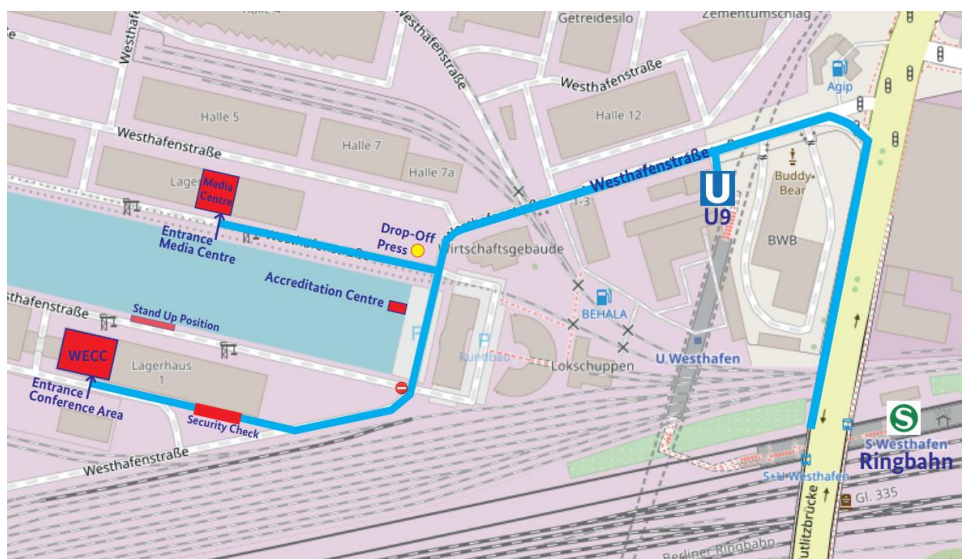 Halle 4
Getreidesilo
Zementumschlag
Westhafenstraße
Westhafenstraße
Agip
Halle 5
Halle 12
Westhafenstraße
Halle 7
Westhafenstraße
Buddy
Bear
Halle 7a
Media
Centre
U
U9
Westhafenstraße
T-3
Entrance
Media Centre
Westhafenstraße
Drop-Off
Press
Wirtschaftsgebäude
BWB
Accreditation Centre
BEHALA
Stand Up Position
P
P
Rundbau
U Westhafen
WECC
Lagerhaus
1
Lokschuppen
Entrance
Conference Area
Security Check
S
S Westhafen
Ringbahn
Westhafenstraße
S+U Westhafen
Gl. 335
Berliner Ringbahn